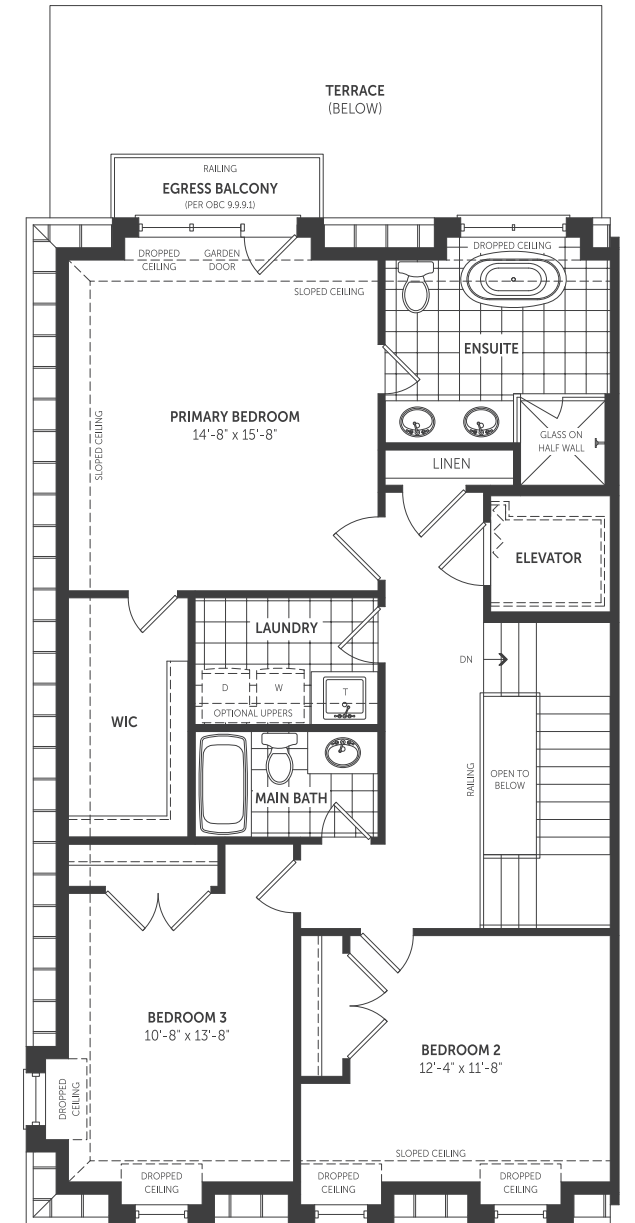 TERRACE
(BELOW)
RAILING
EGRESS BALCONY
(PER OBC 9.9.9.1)
DROPPED
CEILING
GARDEN
DOOR
DROPPED CEILING
SLOPED CEILING
ENSUITE
PRIMARY BEDROOM
14'-8" x 15'-8"
SLOPED CEILING
GLASS ON
HALF WALL
LINEN
ELEVATOR
LAUNDRY
DN
D
W
T
OPTIONAL UPPERS
WIC
RAILING
OPEN TO
BELOW
MAIN BATH
BEDROOM 3
10'-8" x 13'-8"
BEDROOM 2
12'-4" x 11'-8"
DROPPED
CEILING
SLOPED CEILING
DROPPED
CEILING
DROPPED
CEILING
DROPPED
CEILING